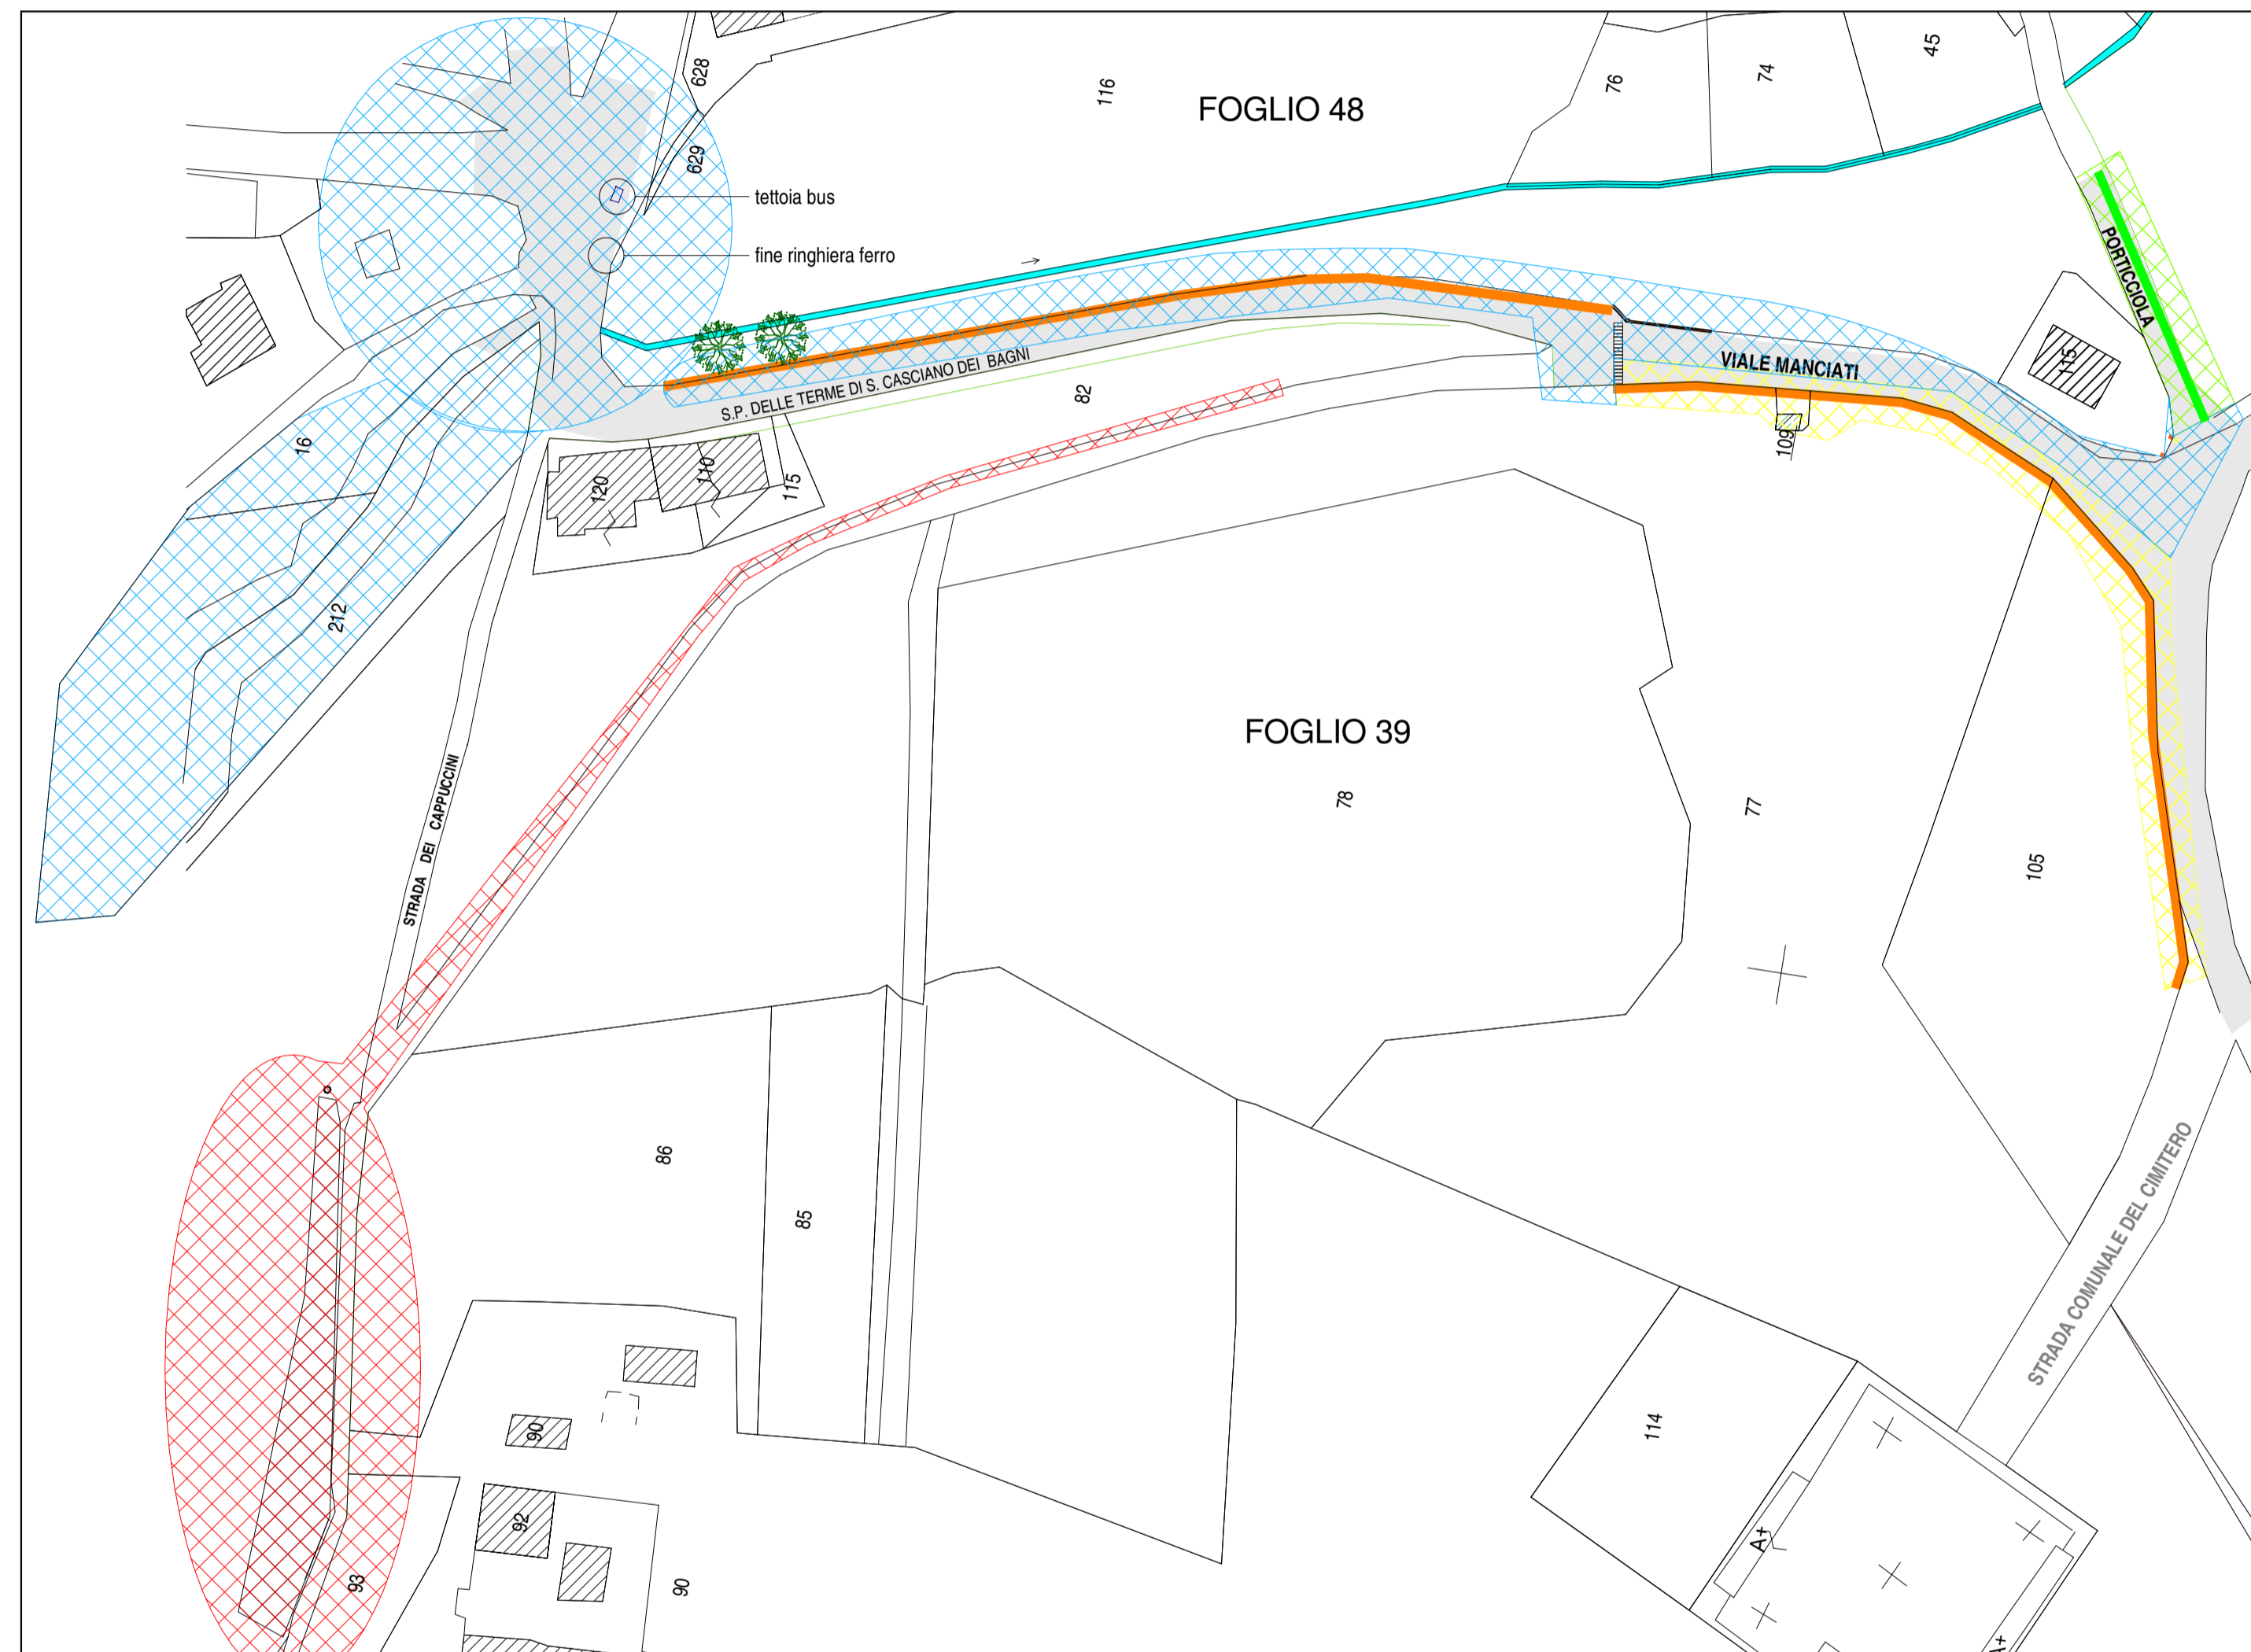 628
116
FOGLIO 48
76
74
45
629
tettoia bus
fine ringhiera ferro
PORTICCIOLA
S.P. DELLE TERME DI S. CASCIANO DEI BAGNI
VIALE MANCIATI
115
82
16
109
120
110
115
212
FOGLIO 39
STRADA DEI CAPPUCCINI
78
77
105
86
85
STRADA COMUNALE DEL CIMITERO
90
114
92
A+
93
90
A+